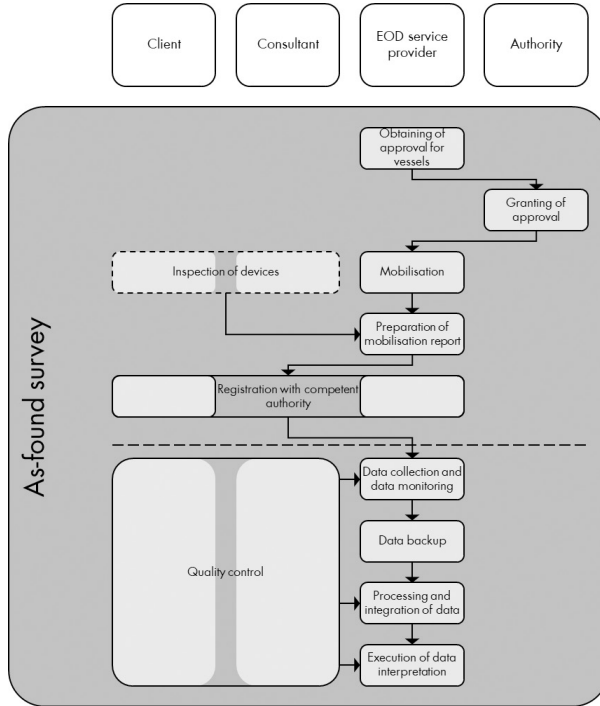 Client
Consultant
EOD service
provider
Authority
As-found survey
Obtaining of
approval for
vessels
Granting of
approval
Inspection of devices
Mobilisation
Preparation of
mobilisation report
Registration with competent
authority
Data collection and
data monitoring
Data backup
Quality control
Processing and
integration of data
Execution of data
interpretation